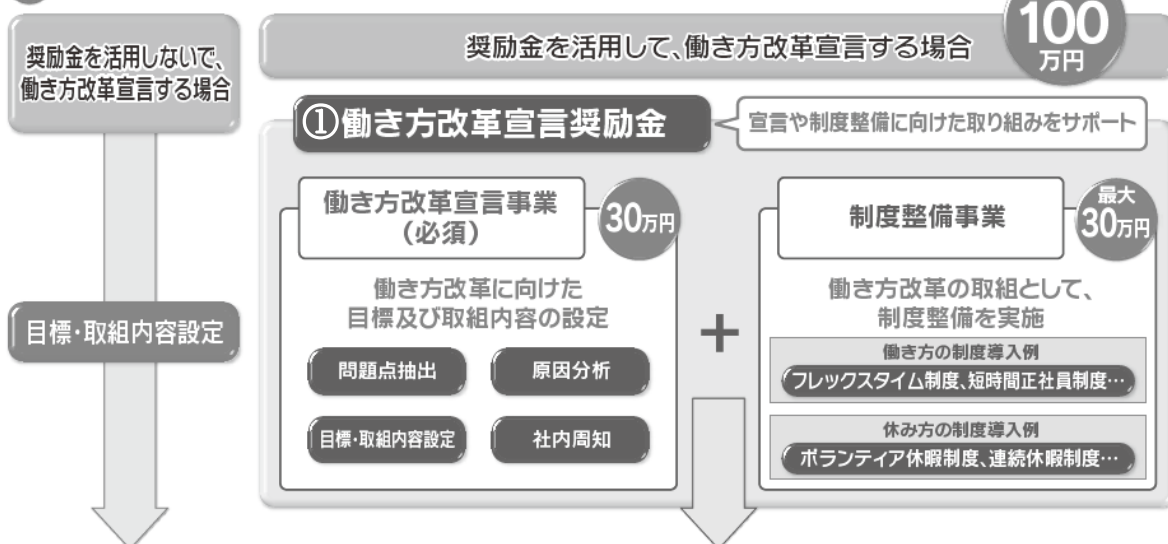 奨励金を活用しないで、
働き方改革宣言する場合
奨励金を活用して、働き方改革宣言する場合
100
万円
①働き方改革宣言奨励金
宣言や制度整備に向けた取り組みをサポート
働き方改革宣言事業
(必須)
30万円
働き方改革に向けた
目標及び取組内容の設定
問題点抽出
原因分析
目標・取組内容設定
社内周知
+
制度整備事業
最大
30万円
働き方改革の取組として、
制度整備を実施
働き方の制度導入例
フレックスタイム制度、短時間正社員制度…
休み方の制度導入例
ボランティア休暇制度、連続休暇制度…
目標・取組内容設定